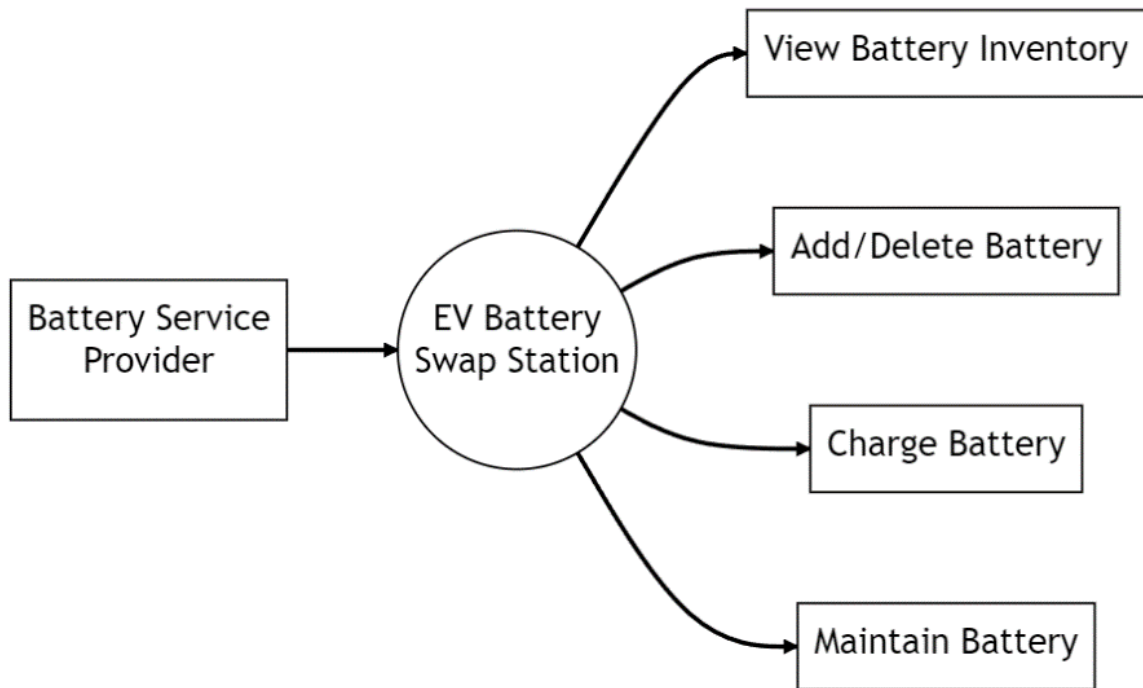 View Battery Inventory
Add/Delete Battery
Battery Service
Provider
EV Battery
Swap Station
Charge Battery
Maintain Battery